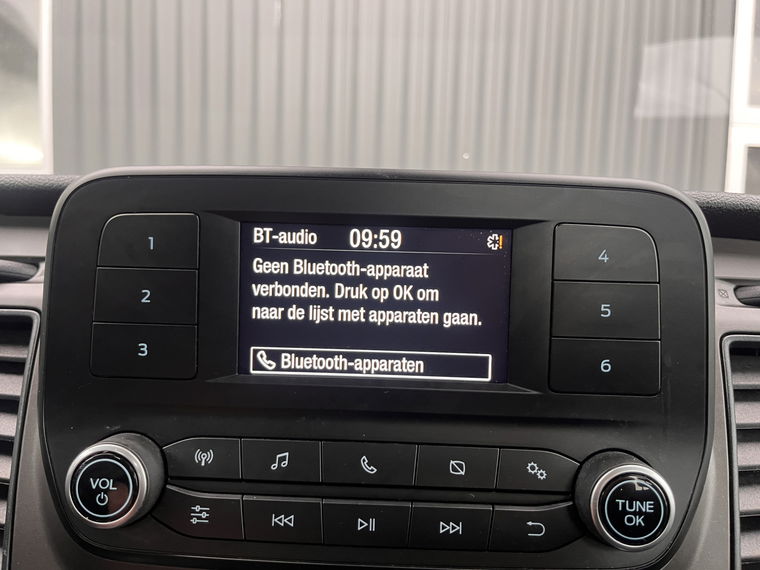 BT-audio 09:59
Geen Bluetooth-apparaat
verbonden. Druk op OK om
naar de lijst met apparaten gaan.
Bluetooth-apparaten
1
2
3
4
5
6
VOL
TUNE
OK